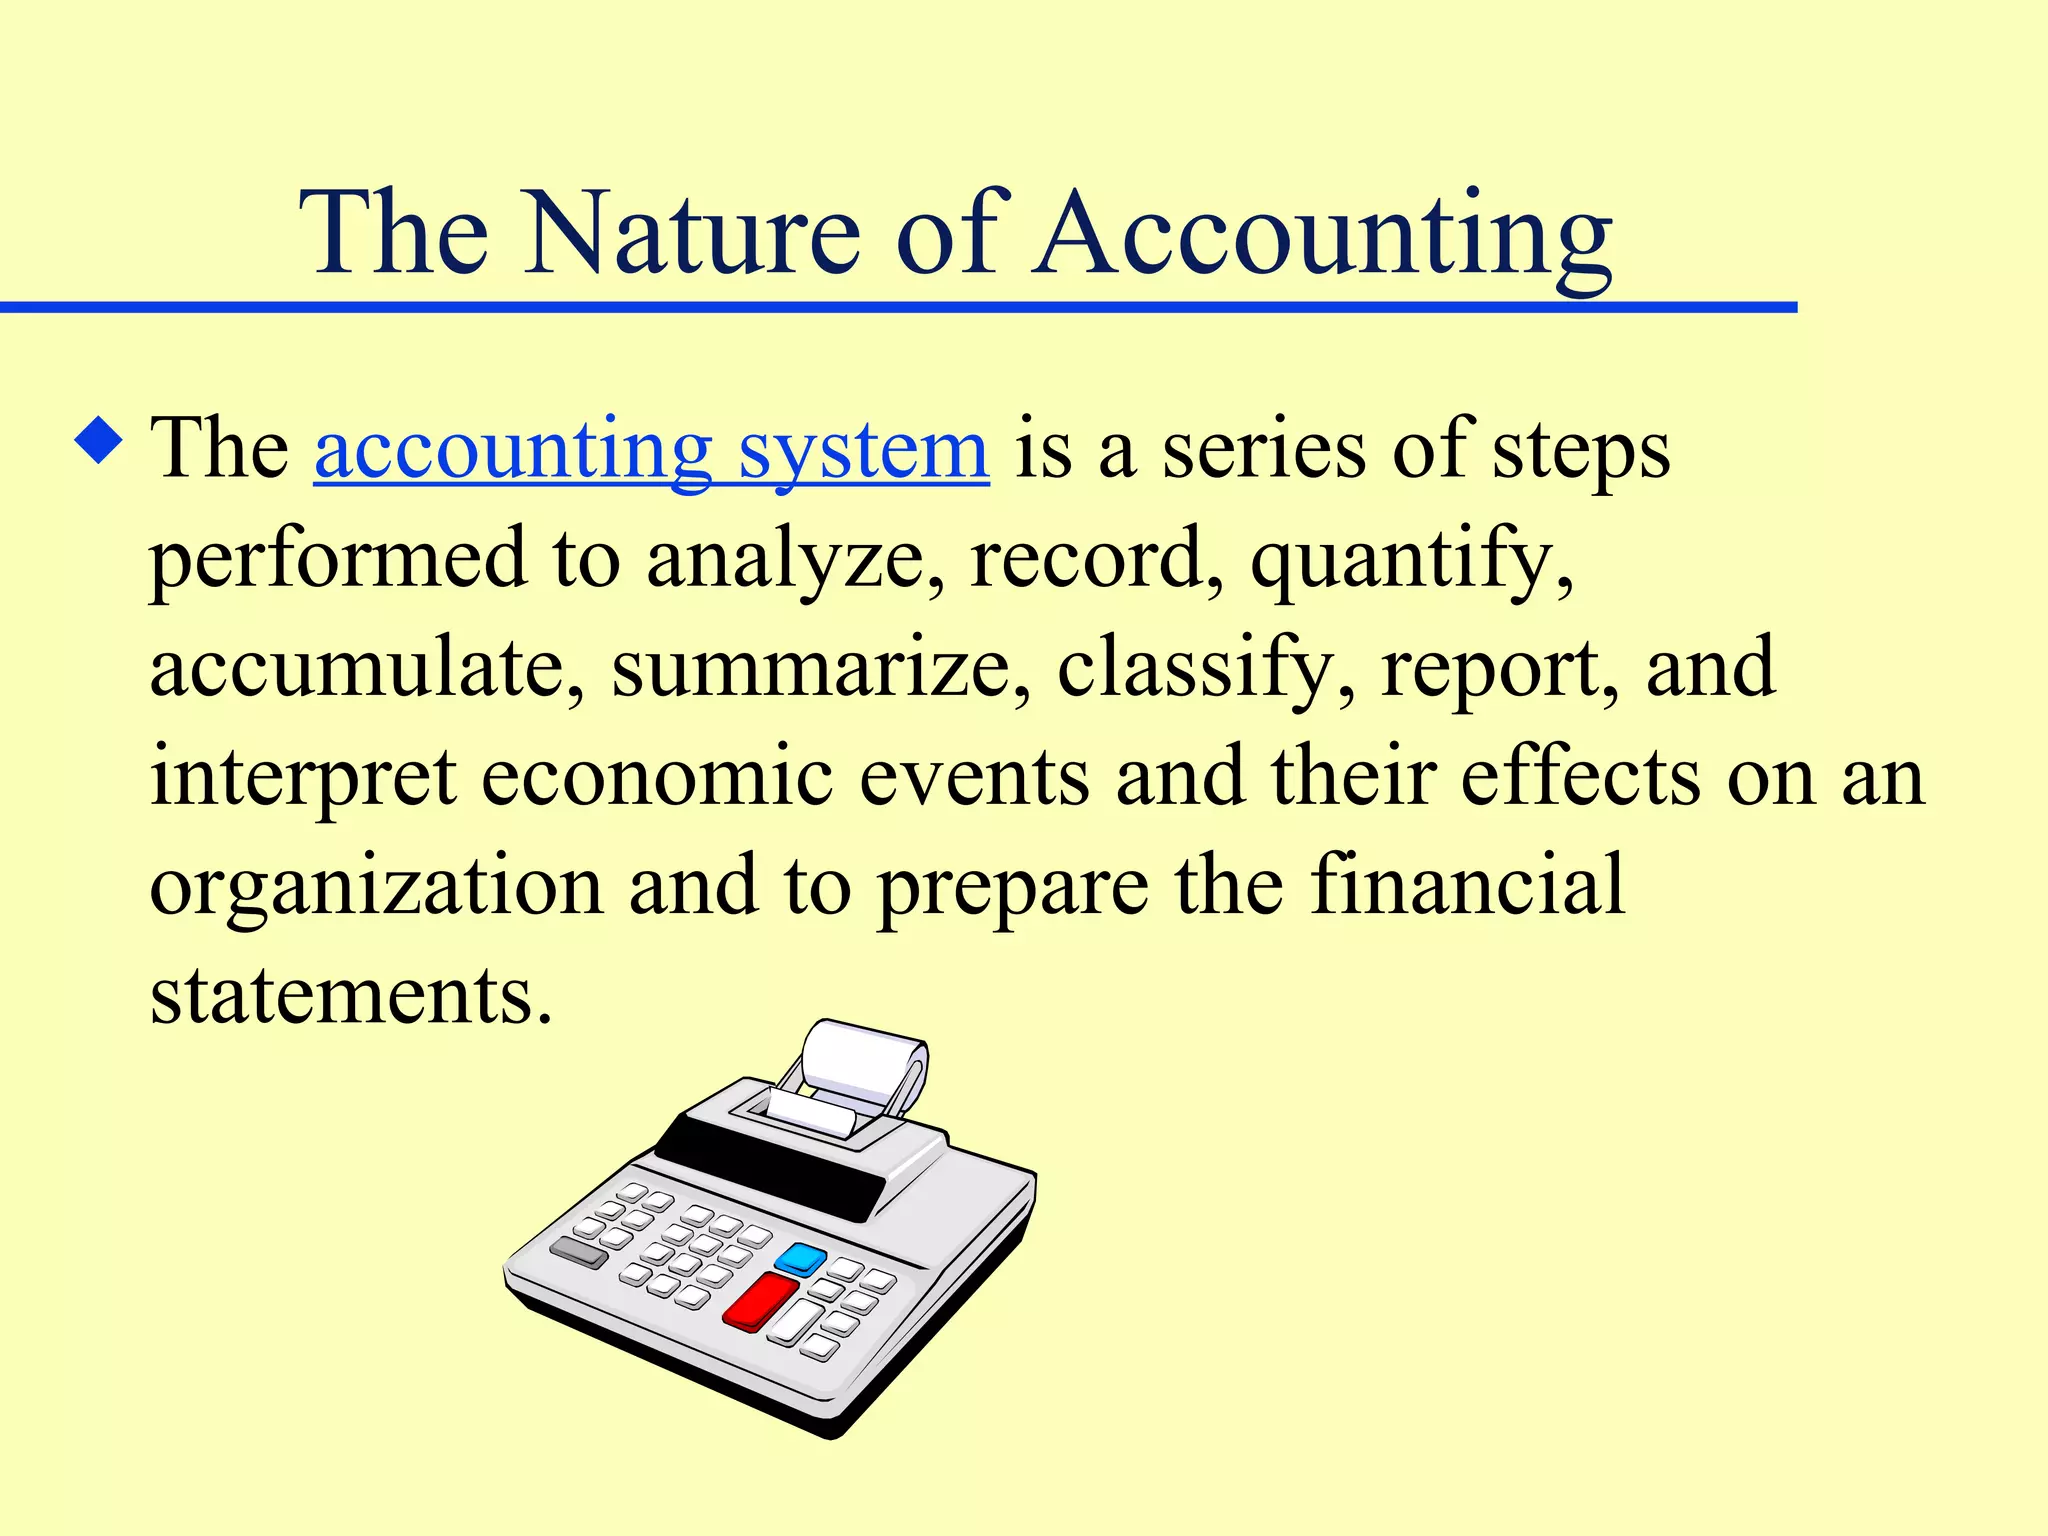 The Nature of Accounting
The accounting system is a series of steps
performed to analyze, record, quantify,
accumulate, summarize, classify, report, and
interpret economic events and their effects on an
organization and to prepare the financial
statements.